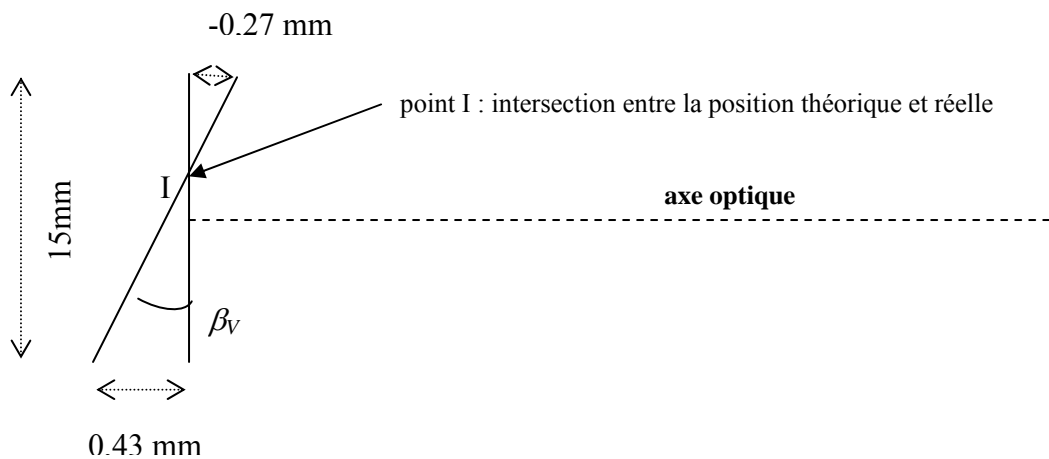 -0,27 mm
point I : intersection entre la position théorique et réelle
I
axe optique
15mm
βV
0,43 mm